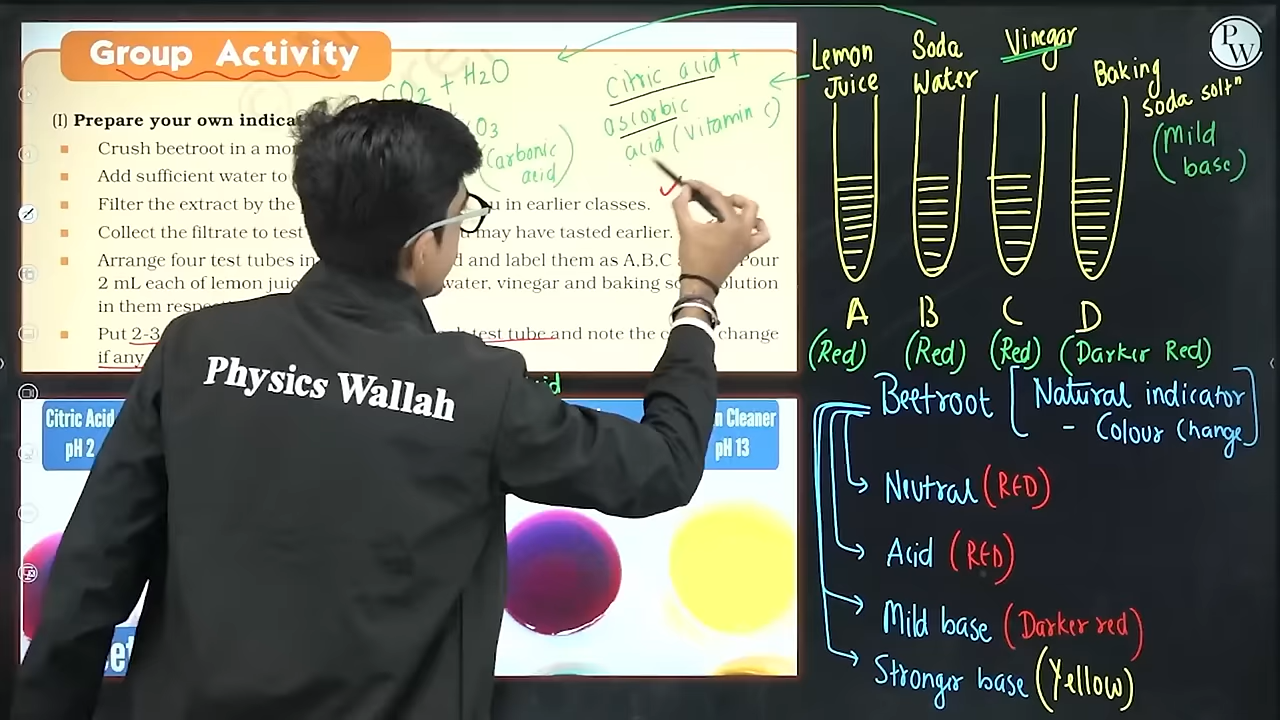 Group Activity
(I) Prepare your own indica
Crush beetroot in a mor
Add sufficient water to
Filter the extract by the
u in earlier classes.
Collect the filtrate to test
may have tasted earlier.
Arrange four test tubes in
d and label them as A,B,C
Pour
2 mL each of lemon juic
water, vinegar and baking so
olution
in them respe
Put 2-3
test tube and note the c
change
if any
CO2 + H2O
(Carbonic
acid)
Citric acid +
ascorbic
acid (Vitamin C)
Lemon
Juice
Soda
Water
Vinegar
Baking
Soda soltⁿ
(Mild
base)
PW
A B C D
(Red) (Red) (Red) (Darker Red)
Beetroot [Natural indicator
- Colour Change]
Neutral (RED)
Acid (RED)
Mild base (Darker red)
Stronger base (Yellow)
Physics Wallah
Citric Acid
pH 2
n Cleaner
pH 13